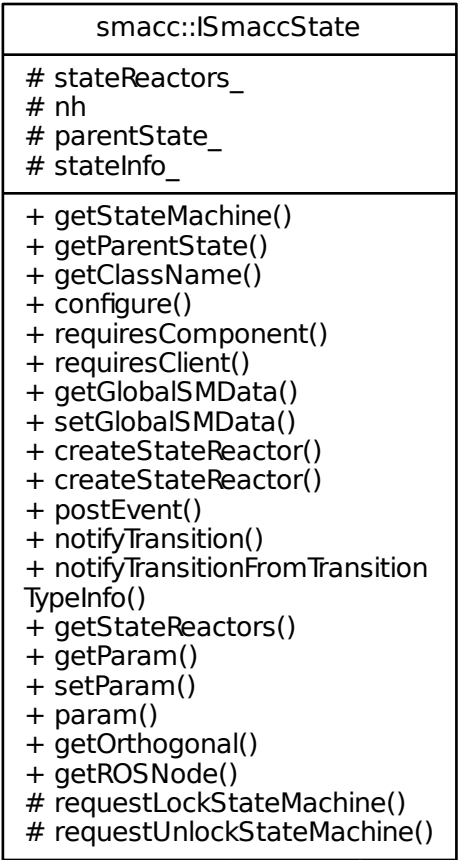 smacc::ISmaccState
# stateReactors_
# nh
# parentState_
# stateInfo_
+ getStateMachine()
+ getParentState()
+ getClassName()
+ configure()
+ requiresComponent()
+ requiresClient()
+ getGlobalSMData()
+ setGlobalSMData()
+ createStateReactor()
+ createStateReactor()
+ postEvent()
+ notifyTransition()
+ notifyTransitionFromTransition
TypeInfo()
+ getStateReactors()
+ getParam()
+ setParam()
+ param()
+ getOrthogonal()
+ getROSNode()
# requestLockStateMachine()
# requestUnlockStateMachine()